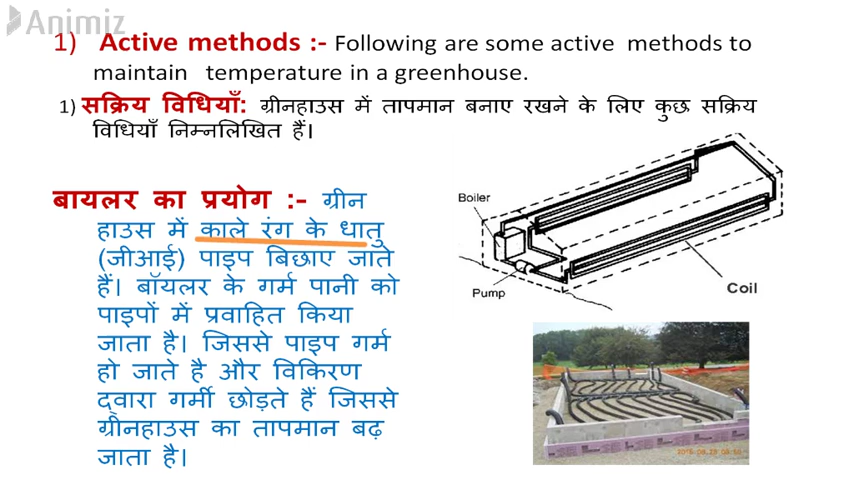 Animiz
1) Active methods :- Following are some active methods to
maintain temperature in a greenhouse.
1) सक्रिय विधियाँ: ग्रीनहाउस में तापमान बनाए रखने के लिए कुछ सक्रिय
विधियाँ निम्नलिखित हैं।
बायलर का प्रयोग :- ग्रीन
हाउस में काले रंग के धातु
(जीआई) पाइप बिछाए जाते
हैं। बॉयलर के गर्म पानी को
पाइपों में प्रवाहित किया
जाता है। जिससे पाइप गर्म
हो जाते है और विकिरण
द्वारा गर्मी छोड़ते हैं जिससे
ग्रीनहाउस का तापमान बढ़
जाता है।
Boiler
Pump
Coil